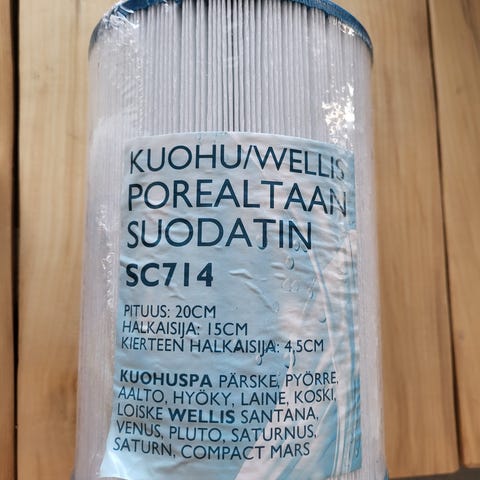 KUOHU/WELLIS
POREALTAAN
SUODATIN
SC714
PITUUS: 20CM
HALKAISIJA: 15CM
KIERTEEN HALKAISIJA: 4,5CM
KUOHUSPA PÄRSKE, PYÖRRE,
AALTO, HYÖKY, LAINE, KOSKI,
LOISKE WELLIS SANTANA,
VENUS, PLUTO, SATURNUS,
SATURN, COMPACT MARS